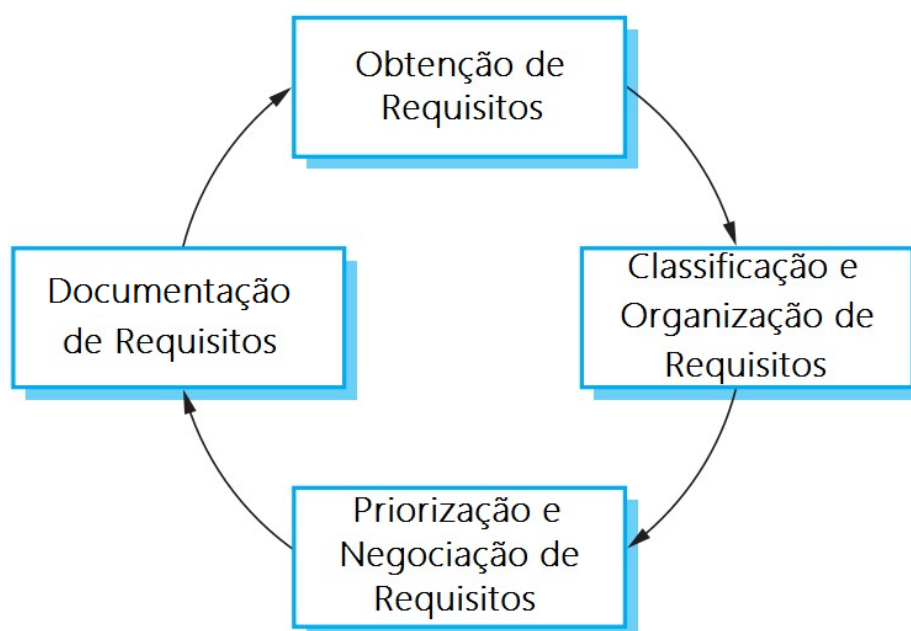 Obtenção de
Requisitos
Classificação e
Organização de
Requisitos
Priorização e
Negociação de
Requisitos
Documentação
de Requisitos